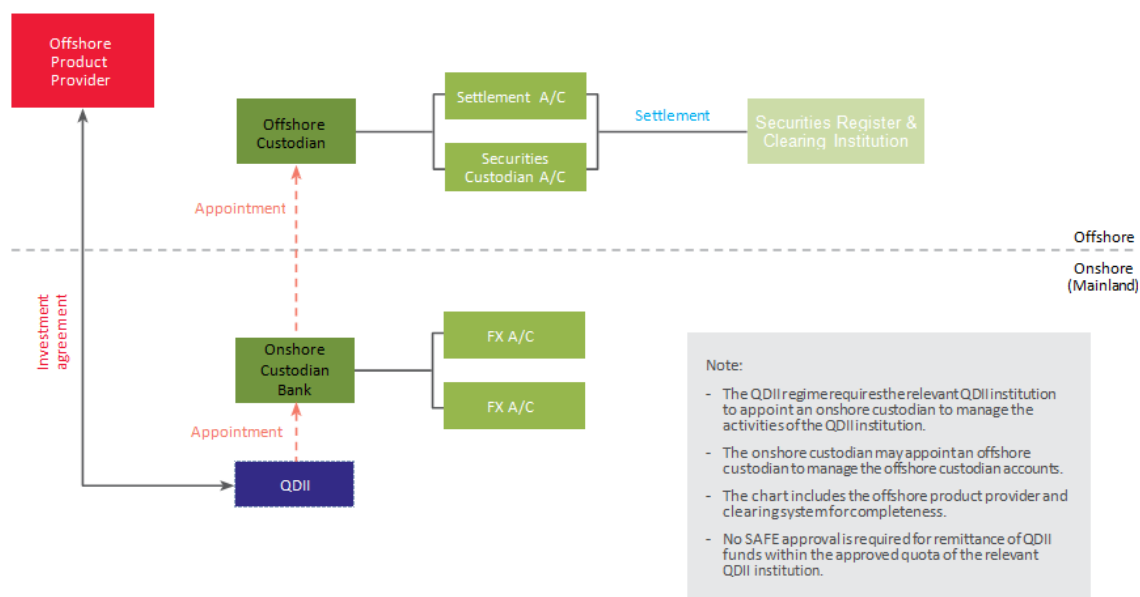 Offshore
Product
Provider
Offshore
Custodian
Settlement A/C
Securities
Custodian A/C
Settlement
Securities Register &
Clearing Institution
Appointment
Offshore
Onshore
(Mainland)
Investment
agreement
Onshore
Custodian
Bank
FX A/C
FX A/C
Appointment
QDII
Note:
- The QDII regime requires the relevant QDII institution
to appoint an onshore custodian to manage the
activities of the QDII institution.
- The onshore custodian may appoint an offshore
custodian to manage the offshore custodian accounts.
- The chart includes the offshore product provider and
clearing system for completeness.
- No SAFE approval is required for remittance of QDII
funds within the approved quota of the relevant
QDII institution.